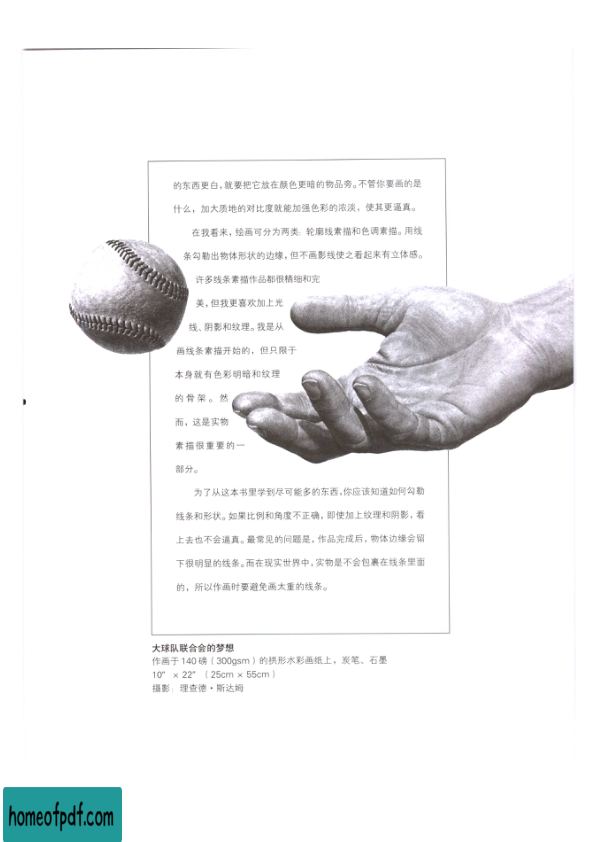 的东西更白，就要把它放在颜色更暗的物品旁。不管你要画的是
什么，加大质地的对比度就能加强色彩的浓淡，使其更逼真。
在我看来，绘画可分为两类：轮廓线素描和色调素描。用线
条勾勒出物体形状的边缘，但不画影线使之看起来有立体感。
许多线条素描作品都很精细和完
美，但我更喜欢加上光
线、阴影和纹理。我是从
画线条素描开始的，但只限于
本身就有色彩明暗和纹理
的骨架。然
而，这是实物
素描很重要的一
部分。
为了从这本书里学到尽可能多的东西，你应该知道如何勾勒
线条和形状。如果比例和角度不正确，即使加上纹理和阴影，看
上去也不会逼真。最常见的问题是，作品完成后，物体边缘会留
下很明显的线条。而在现实世界中，实物是不会包裹在线条里面
的，所以作画时要避免画太重的线条。
大球队联合会的梦想
作画于 140 磅（300gsm）的拱形水彩画纸上，炭笔、石墨
10" × 22"（25cm × 55cm）
摄影：理查德·斯达姆
homeofpdf.com